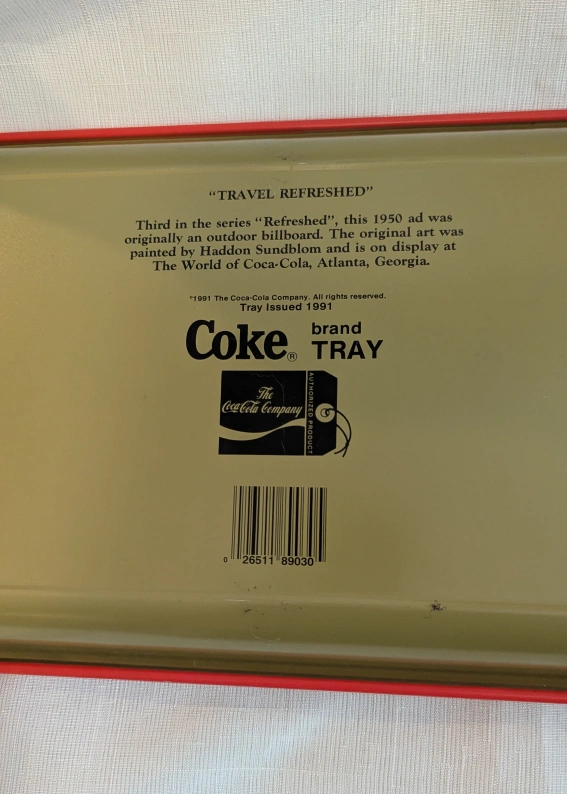 "TRAVEL REFRESHED"
Third in the series "Refreshed", this 1950 ad was
originally an outdoor billboard. The original art was
painted by Haddon Sundblom and is on display at
The World of Coca-Cola, Atlanta, Georgia.
©1991 The Coca-Cola Company. All rights reserved.
Tray Issued 1991
Coke® brand TRAY
The
Coca-Cola Company
AUTHORIZED PRODUCT
0 26511 89030